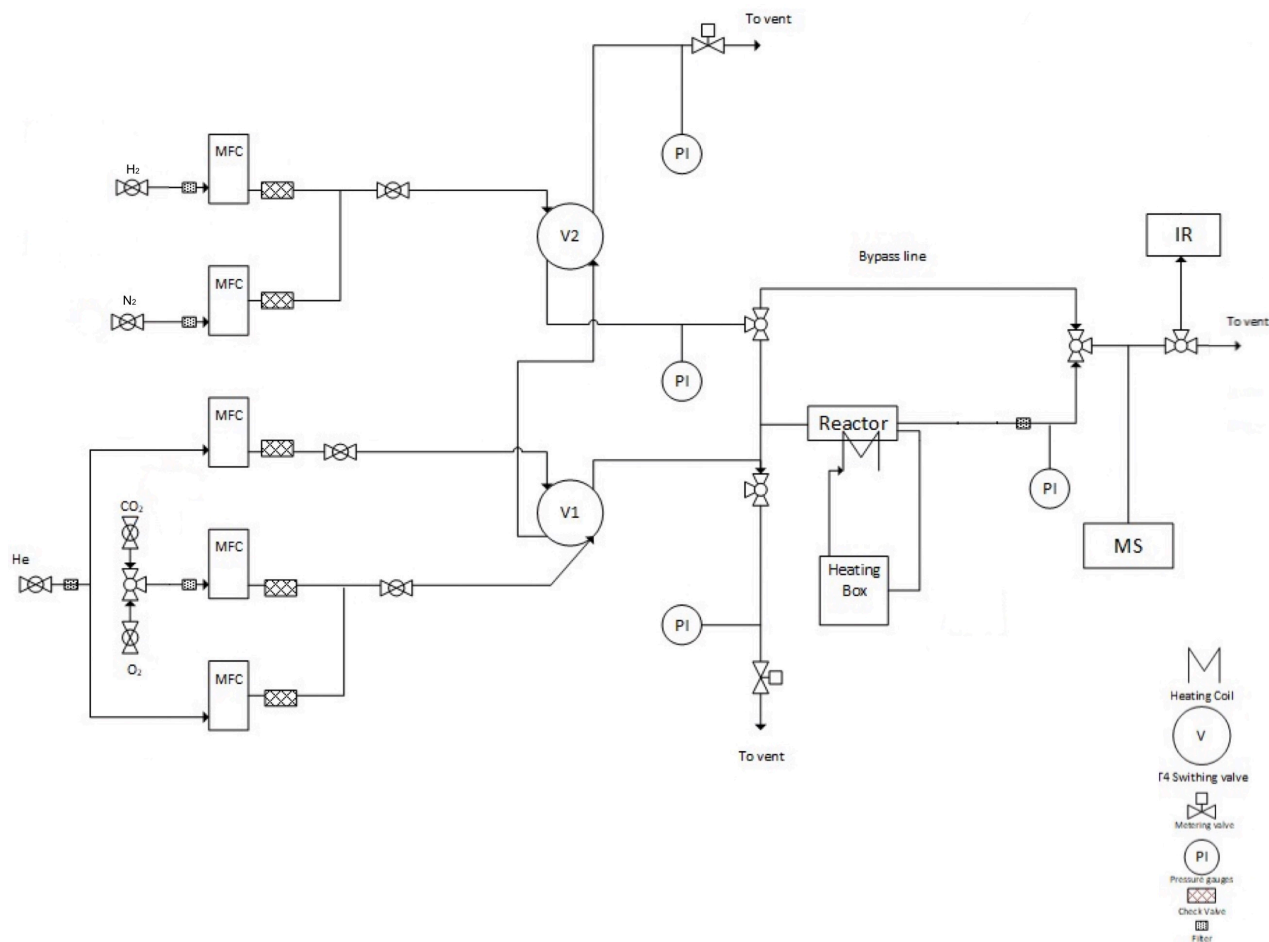 To vent
H₂
MFC
PI
V2
IR
Bypass line
N₂
MFC
To vent
PI
MFC
Reactor
CO₂
V1
PI
MFC
He
MS
Heating
Box
O₂
PI
MFC
Heating Coil
To vent
V
T4 Swithing valve
Metering valve
PI
Pressure gauges
Check Valve
Filter